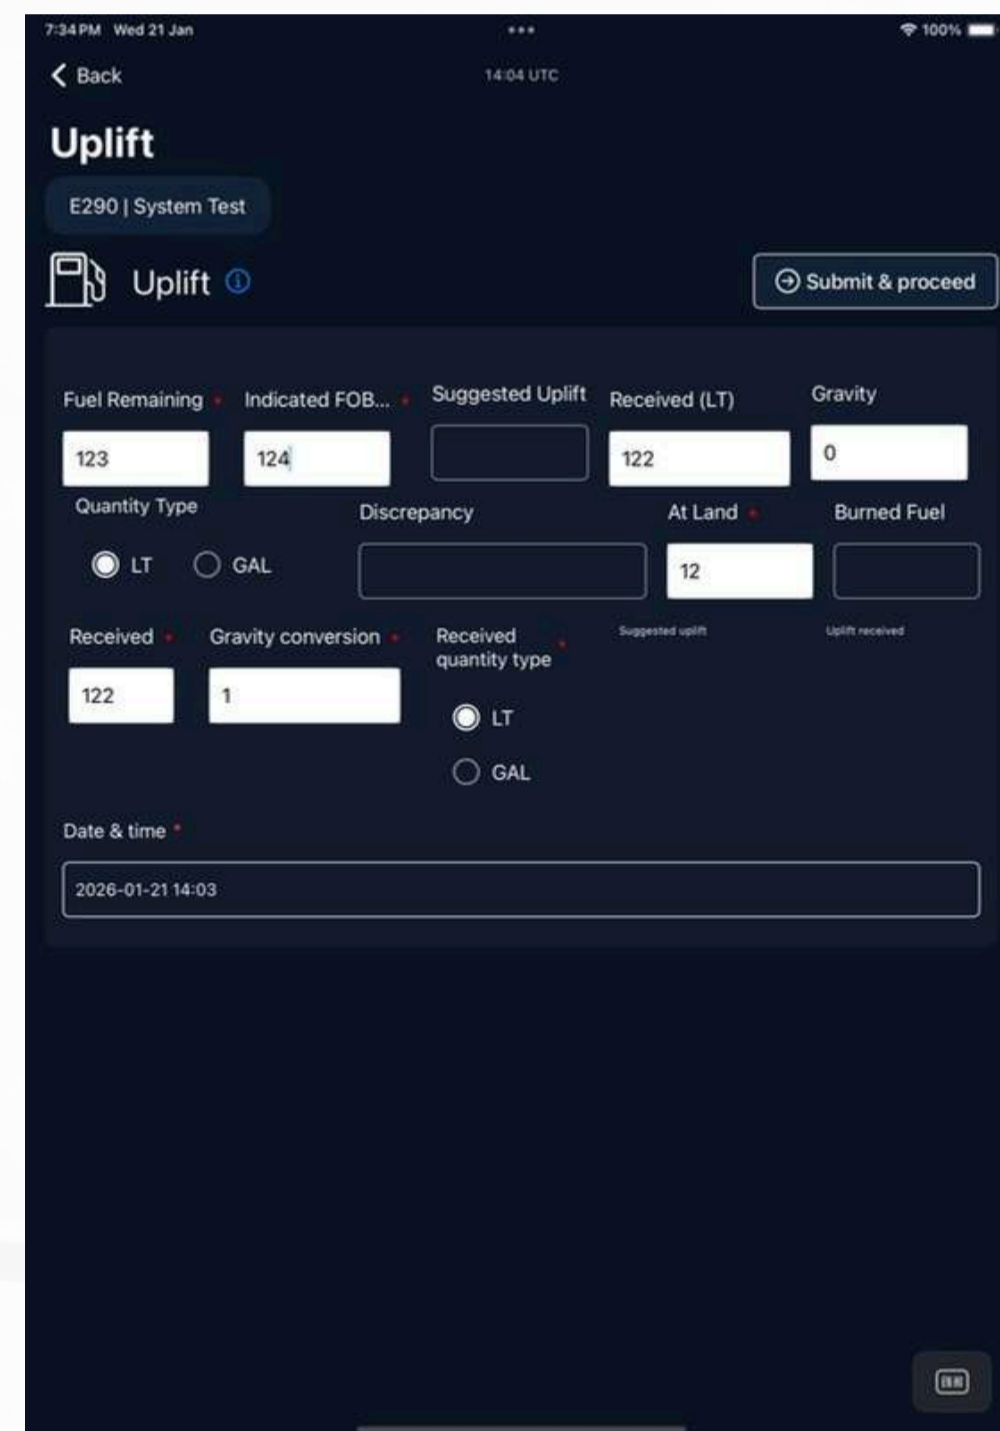 7:34 PM Wed 21 Jan
100%
Back
14:04 UTC
Uplift
E290 | System Test
Uplift
Submit & proceed
Fuel Remaining * Indicated FOB... * Suggested Uplift Received (LT) Gravity
123 124 122 0
Quantity Type Discrepancy At Land * Burned Fuel
LT GAL 12
Received * Gravity conversion * Received quantity type * Suggested uplift Uplift received
122 1
LT
GAL
Date & time *
2026-01-21 14:03